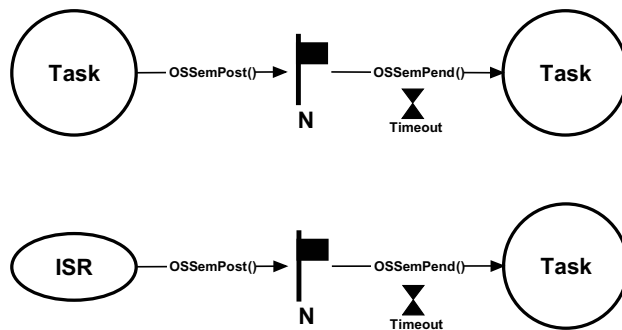 Task
OSSemPost()
N
OSSemPend()
Timeout
Task
ISR
OSSemPost()
N
OSSemPend()
Timeout
Task